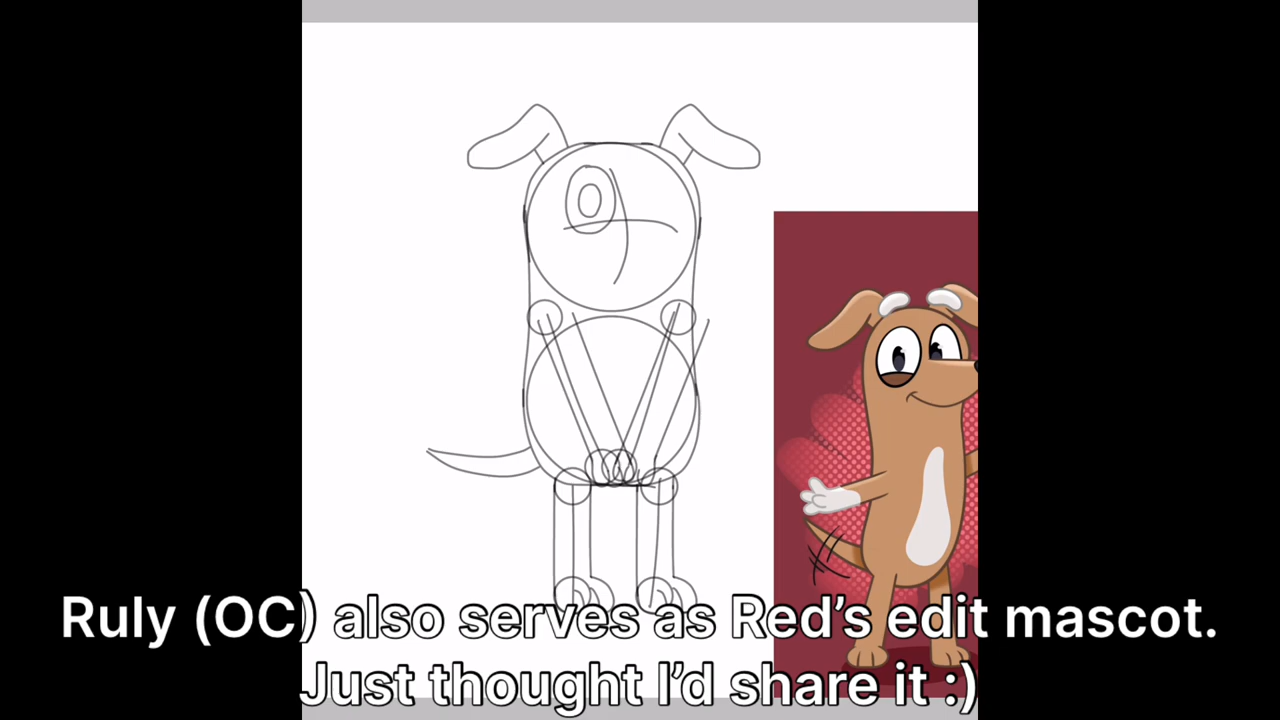 Ruly (OC) also serves as Red’s edit mascot.
Just thought I’d share it :)